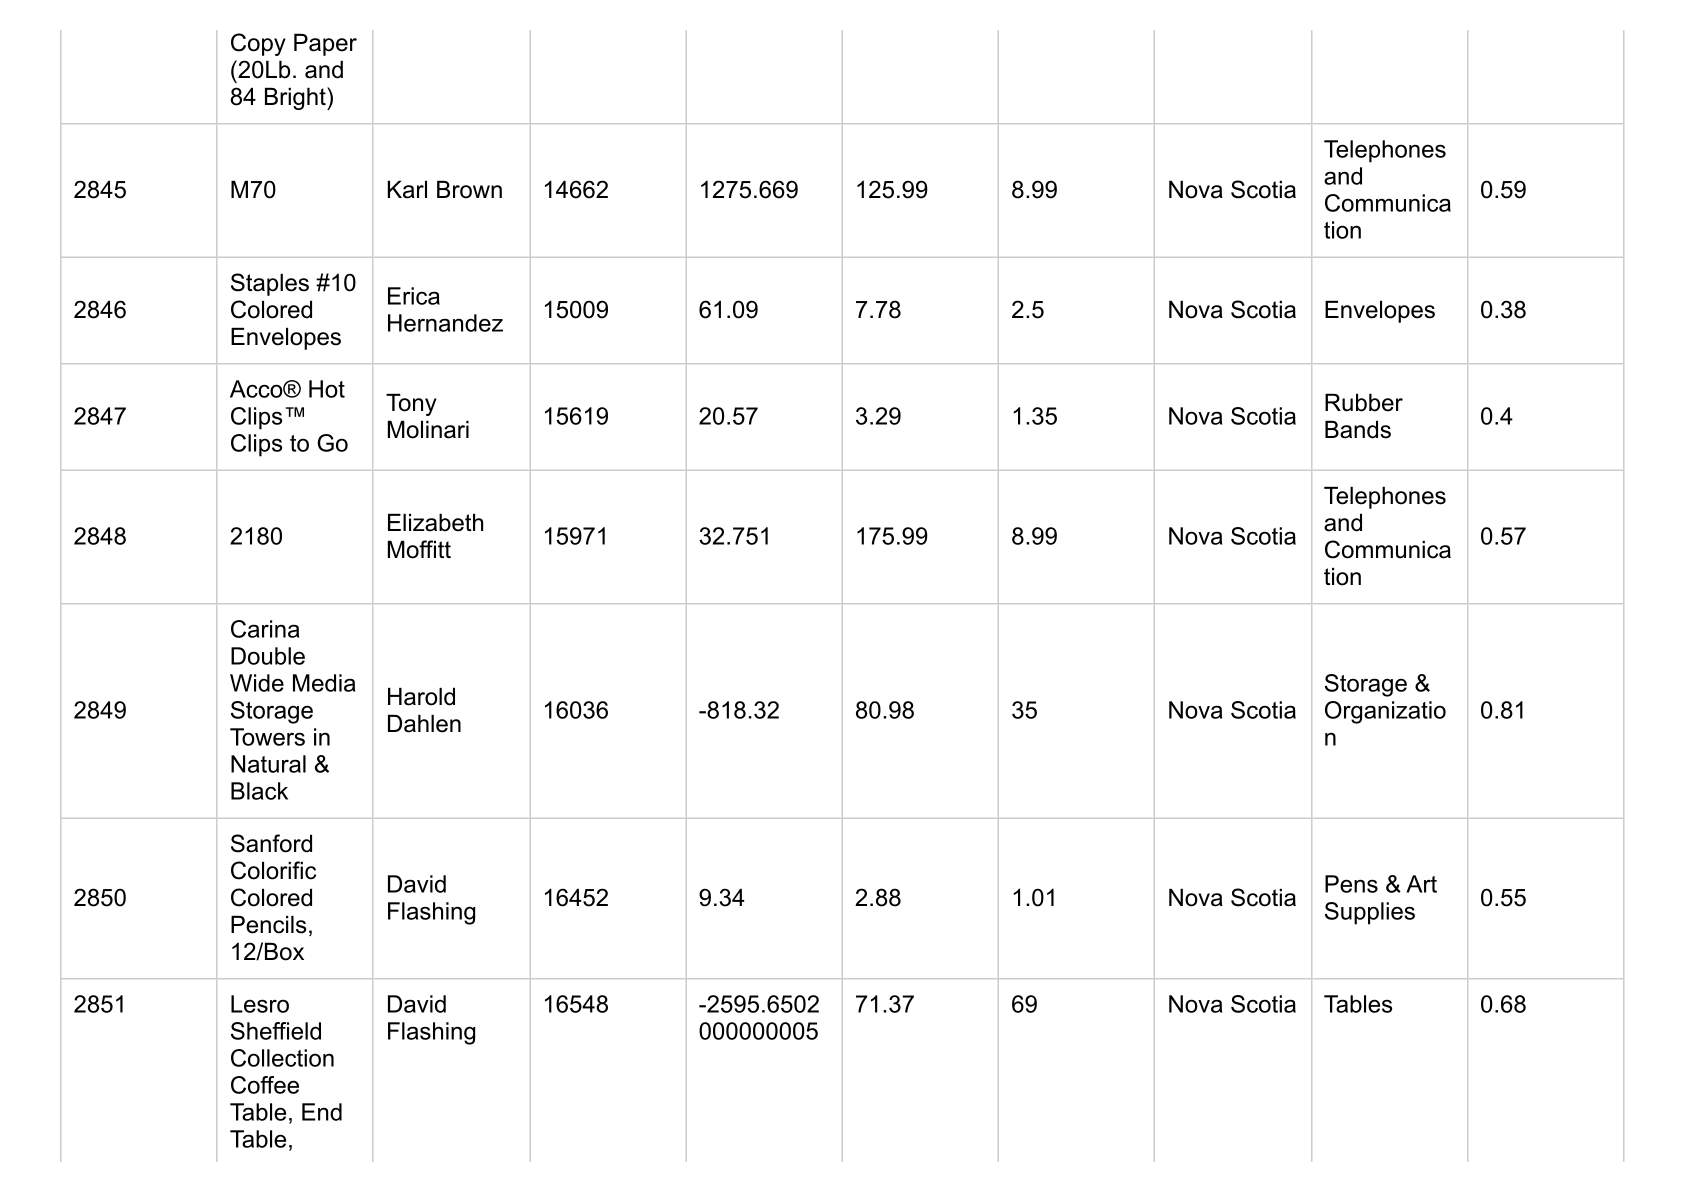 Copy Paper
(20Lb. and
84 Bright)
2845
M70
Karl Brown
14662
1275.669
125.99
8.99
Nova Scotia
Telephones
and
Communica
tion
0.59
2846
Staples #10
Colored
Envelopes
Erica
Hernandez
15009
61.09
7.78
2.5
Nova Scotia
Envelopes
0.38
2847
Acco® Hot
Clips™
Clips to Go
Tony
Molinari
15619
20.57
3.29
1.35
Nova Scotia
Rubber
Bands
0.4
2848
2180
Elizabeth
Moffitt
15971
32.751
175.99
8.99
Nova Scotia
Telephones
and
Communica
tion
0.57
2849
Carina
Double
Wide Media
Storage
Towers in
Natural &
Black
Harold
Dahlen
16036
-818.32
80.98
35
Nova Scotia
Storage &
Organizatio
n
0.81
2850
Sanford
Colorific
Colored
Pencils,
12/Box
David
Flashing
16452
9.34
2.88
1.01
Nova Scotia
Pens & Art
Supplies
0.55
2851
Lesro
Sheffield
Collection
Coffee
Table, End
Table,
David
Flashing
16548
-2595.6502
000000005
71.37
69
Nova Scotia
Tables
0.68